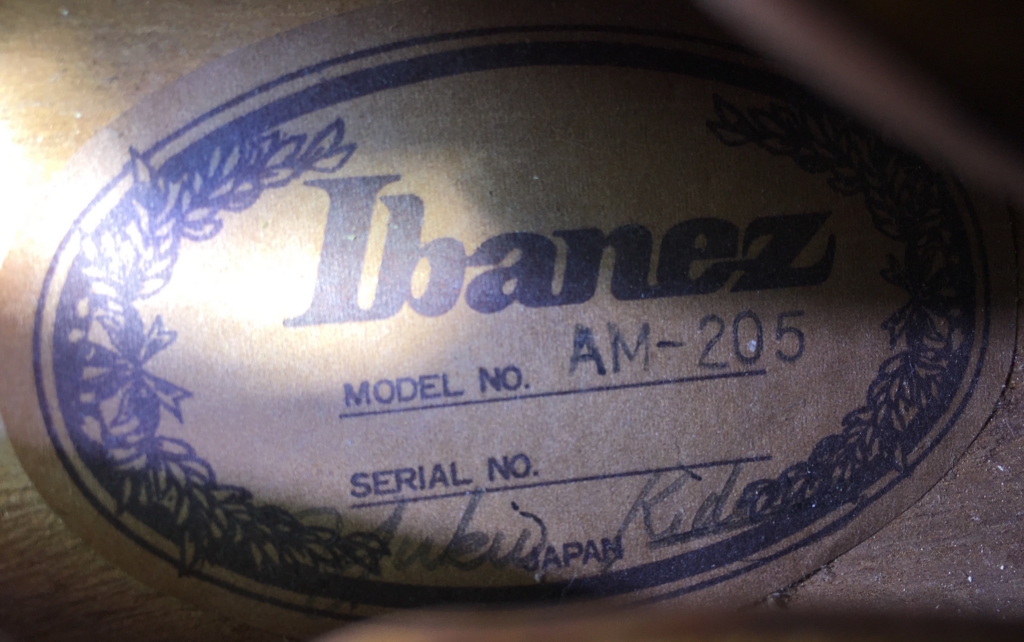 Ibanez
MODEL NO. AM-205
SERIAL NO.
JAPAN